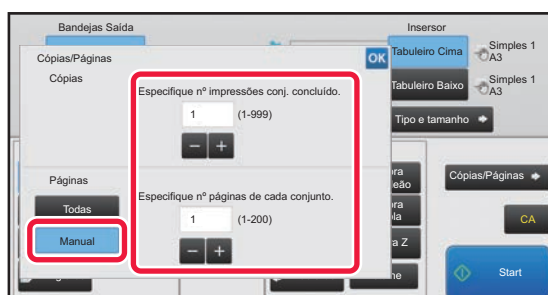 Bandejas Saída
Insersor
Cópias/Páginas
OK
Tabuleiro Cima
Simples 1
A3
Cópias
Especifique nº impressões conj. concluído.
Tabuleiro Baixo
Simples 1
A3
1
(1-999)
Tipo e tamanho
Páginas
Cópias/Páginas
Especifique nº páginas de cada conjunto.
Todas
1
(1-200)
CA
Manual
Start